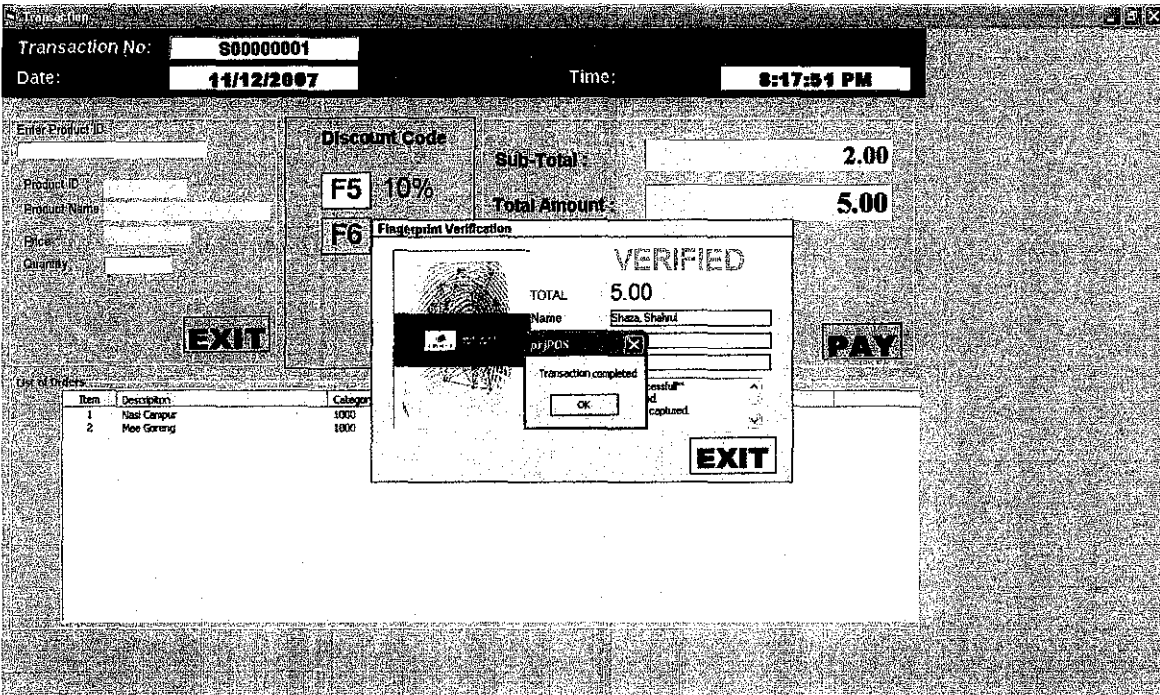 Transaction
Transaction No: S00000001
Date: 11/12/2007 Time: 8:17:51 PM
Enter Product ID
Product ID
Product Name
Price
Quantity
EXIT
Discount Code
F5 10%
F6
Sub-Total : 2.00
Total Amount : 5.00
PAY
Fingerprint Verification
VERIFIED
TOTAL 5.00
Name Shaza, Shahrul
prjPOS
Transaction completed
OK
captured.
EXIT
List of Orders
Item Descripiton Categor
1 Nasi Campur 1000
2 Mee Goreng 1000